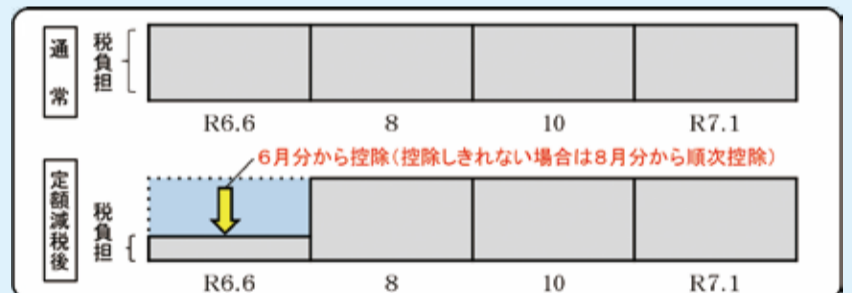 通常
税負担
R6.6 8 10 R7.1
6月分から控除(控除しきれない場合は8月分から順次控除)
定額減税後
税負担
R6.6 8 10 R7.1